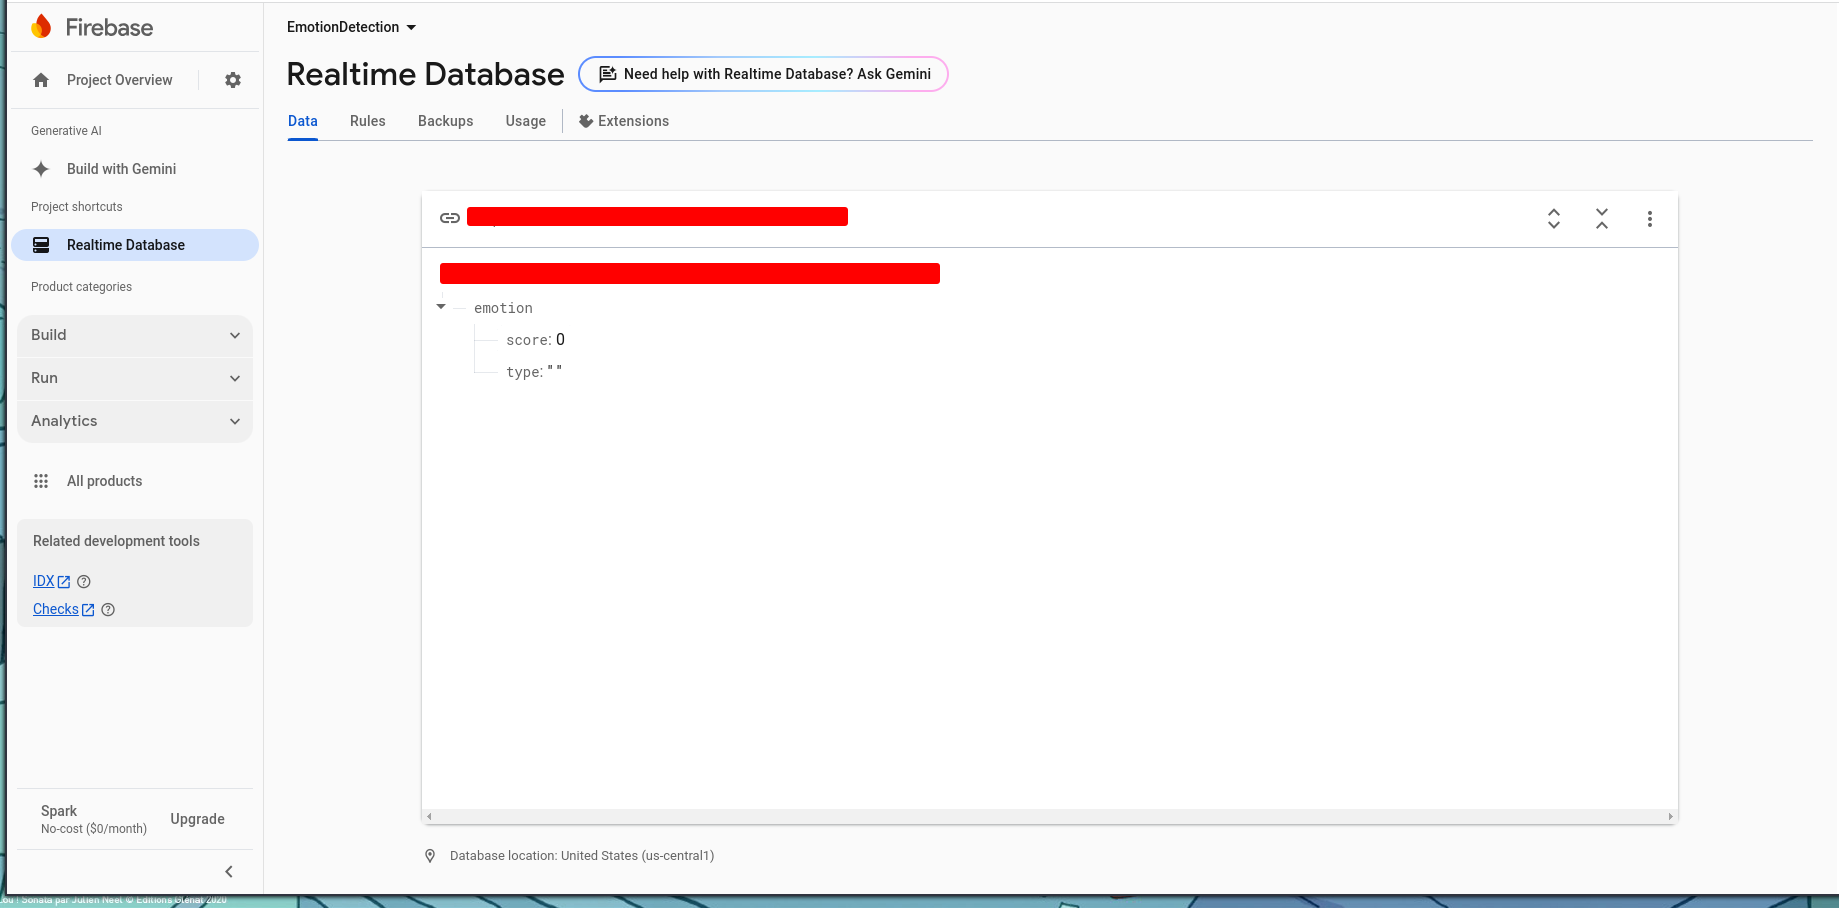 Firebase
Project Overview
Generative AI
Build with Gemini
Project shortcuts
Realtime Database
Product categories
Build
Run
Analytics
All products
Related development tools
IDX
Checks
Spark
No-cost ($0/month)
Upgrade
EmotionDetection
Realtime Database
Need help with Realtime Database? Ask Gemini
Data Rules Backups Usage Extensions
emotion
score: 0
type: ""
Database location: United States (us-central1)
Sonata par Julien Neel © Editions Glénat 2020